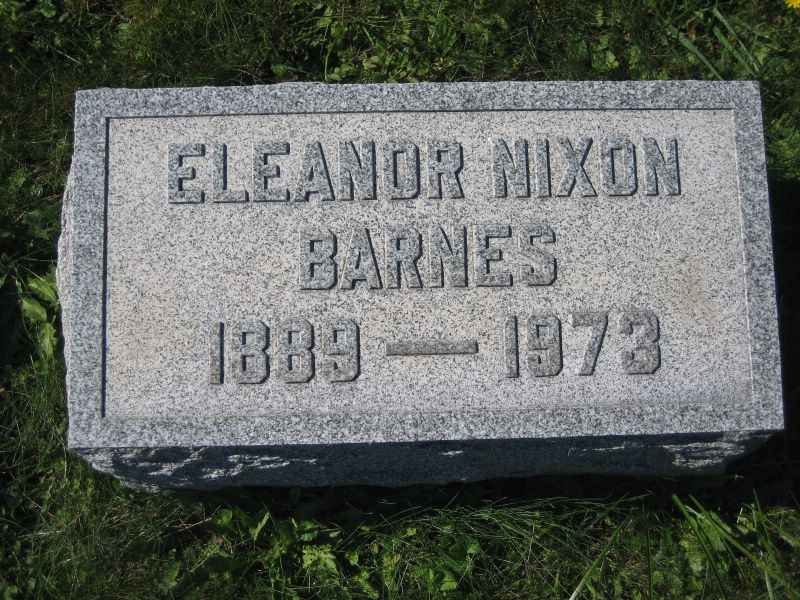 ELEANOR NIXON
BARNES
1889 — 1973